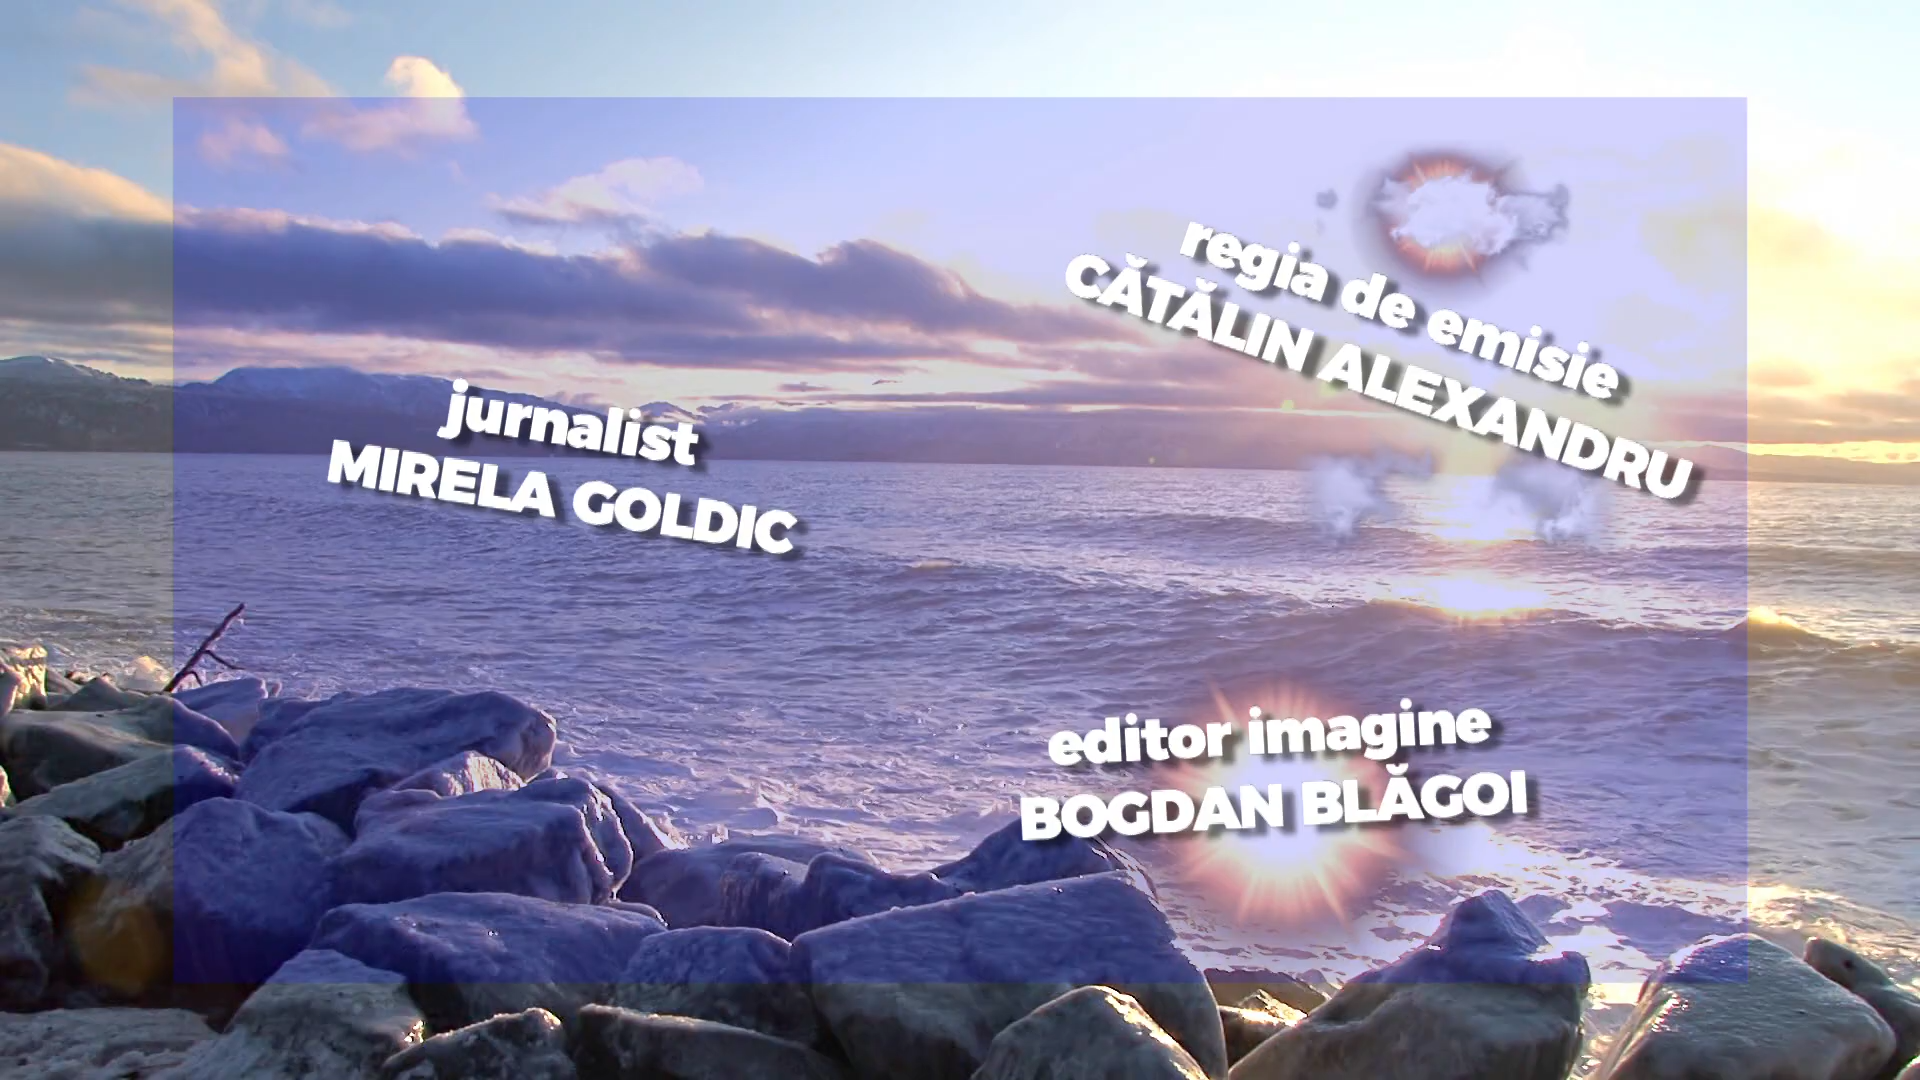 regia de emisie
CĂTĂLIN ALEXANDRU
jurnalist
MIRELA GOLDIC
editor imagine
BOGDAN BLĂGOI